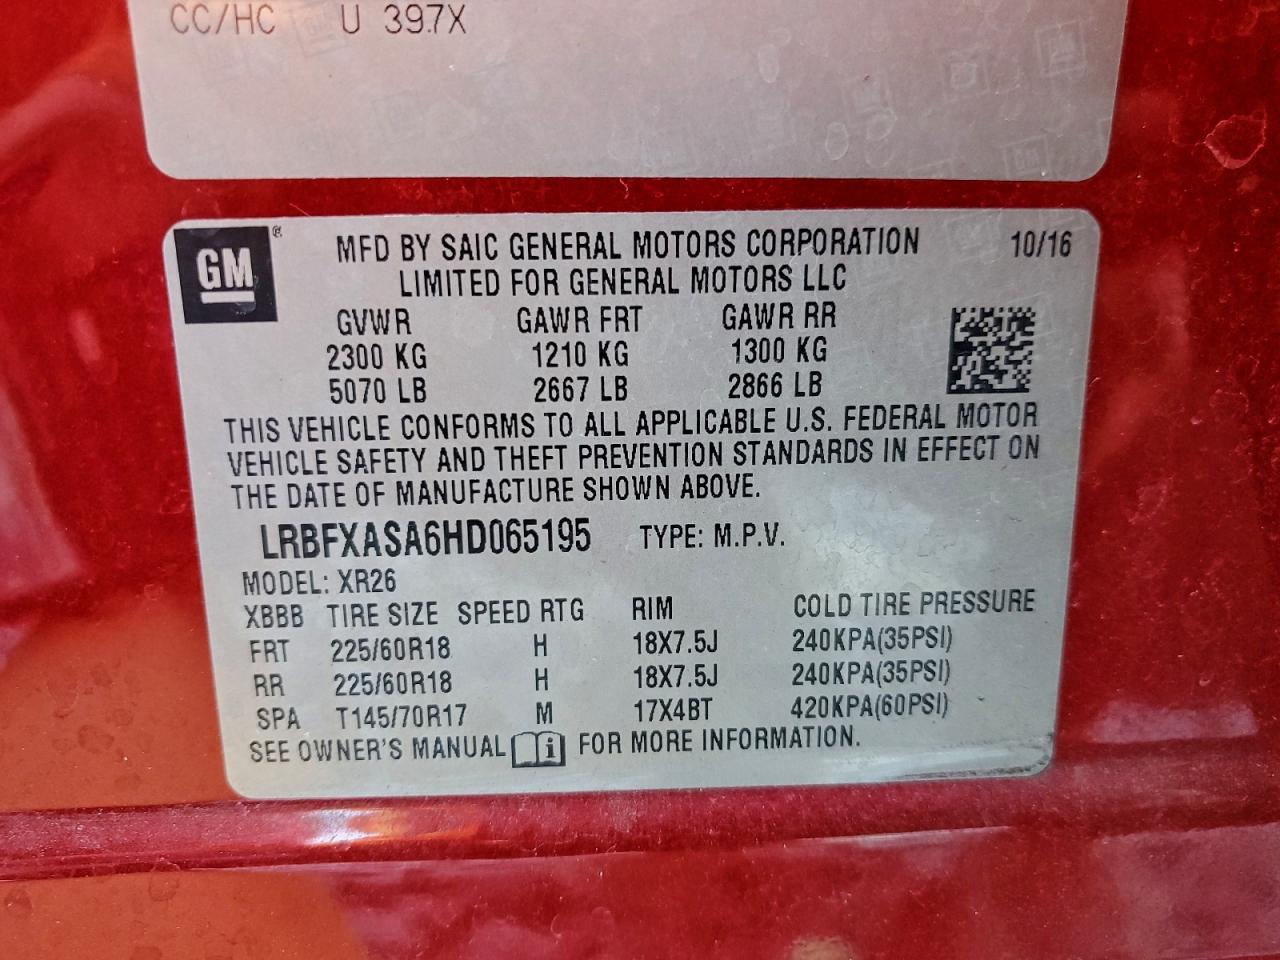 CC/HC U 397X
GM ® MFD BY SAIC GENERAL MOTORS CORPORATION 10/16
LIMITED FOR GENERAL MOTORS LLC
GVWR GAWR FRT GAWR RR
2300 KG 1210 KG 1300 KG
5070 LB 2667 LB 2866 LB
THIS VEHICLE CONFORMS TO ALL APPLICABLE U.S. FEDERAL MOTOR
VEHICLE SAFETY AND THEFT PREVENTION STANDARDS IN EFFECT ON
THE DATE OF MANUFACTURE SHOWN ABOVE.
LRBFXASA6HD065195 TYPE: M.P.V.
MODEL: XR26
XBBB TIRE SIZE SPEED RTG RIM COLD TIRE PRESSURE
FRT 225/60R18 H 18X7.5J 240KPA(35PSI)
RR 225/60R18 H 18X7.5J 240KPA(35PSI)
SPA T145/70R17 M 17X4BT 420KPA(60PSI)
SEE OWNER'S MANUAL i FOR MORE INFORMATION.